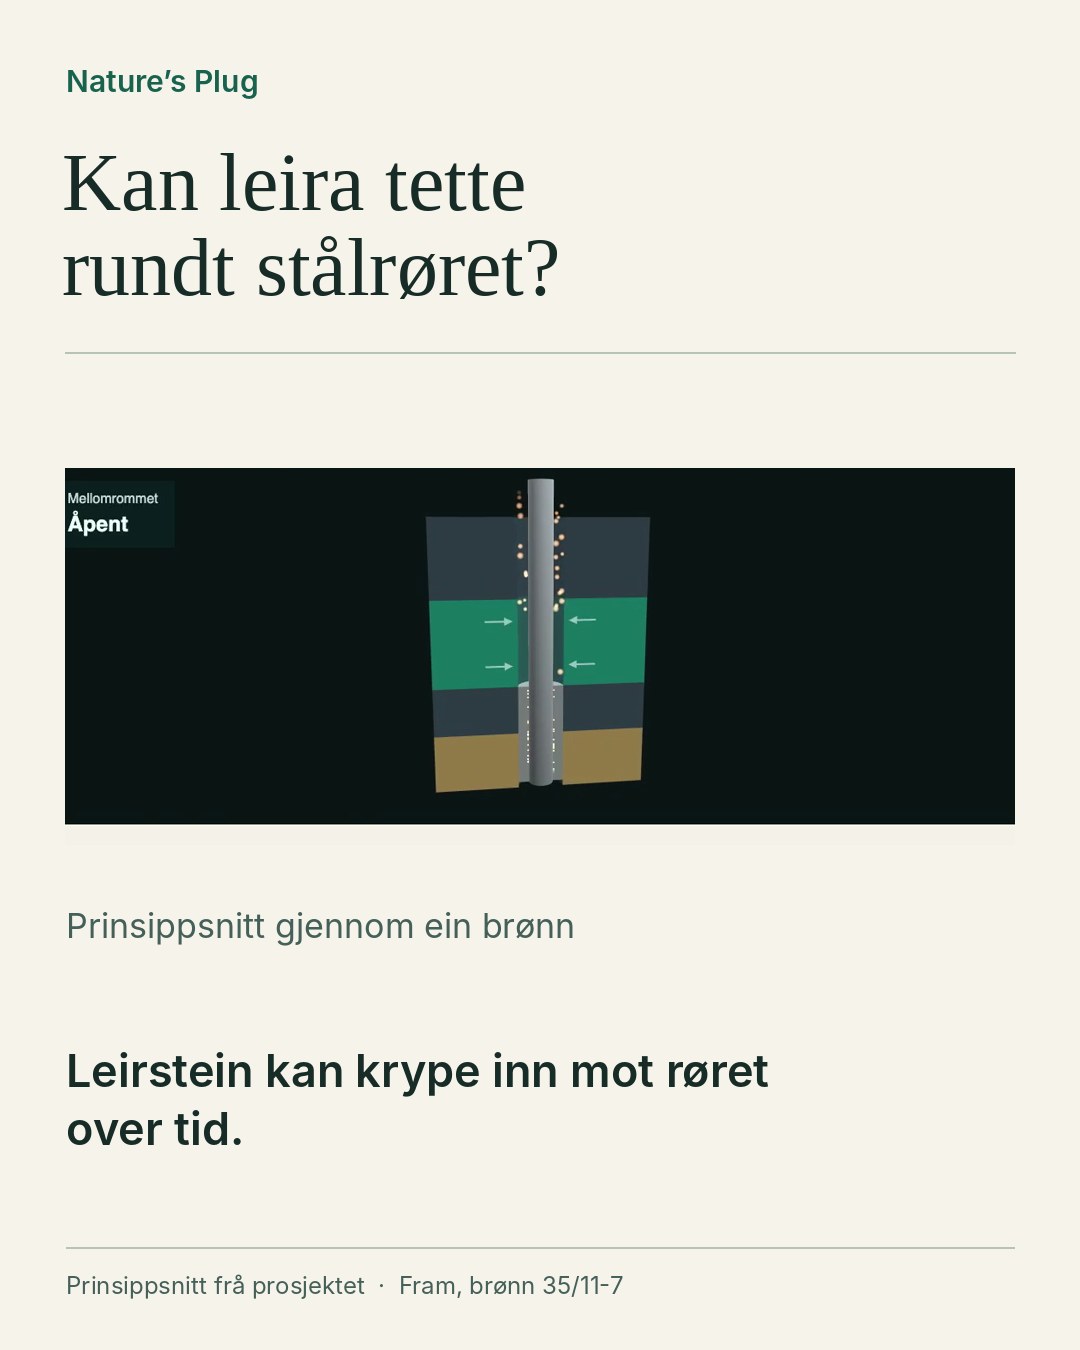 Nature’s Plug
Kan leira tette
rundt stålrøret?
Mellomrommet
Åpent
Prinsippsnitt gjennom ein brønn
Leirstein kan krype inn mot røret
over tid.
Prinsippsnitt frå prosjektet · Fram, brønn 35/11-7